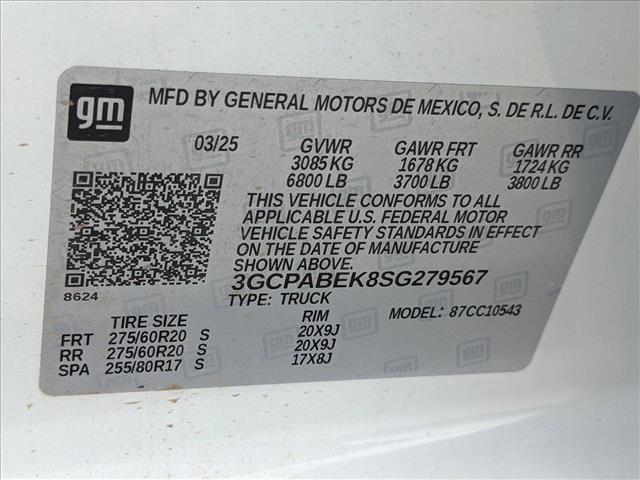 gm
MFD BY GENERAL MOTORS DE MEXICO, S. DE R.L. DE C.V.
03/25 GVWR GAWR FRT GAWR RR
3085 KG 1678 KG 1724 KG
6800 LB 3700 LB 3800 LB
THIS VEHICLE CONFORMS TO ALL
APPLICABLE U.S. FEDERAL MOTOR
VEHICLE SAFETY STANDARDS IN EFFECT
ON THE DATE OF MANUFACTURE
SHOWN ABOVE.
8624
3GCPABEK8SG279567
TYPE: TRUCK MODEL: 87CC10543
TIRE SIZE RIM
FRT 275/60R20 S 20X9J
RR 275/60R20 S 20X9J
SPA 255/80R17 S 17X8J